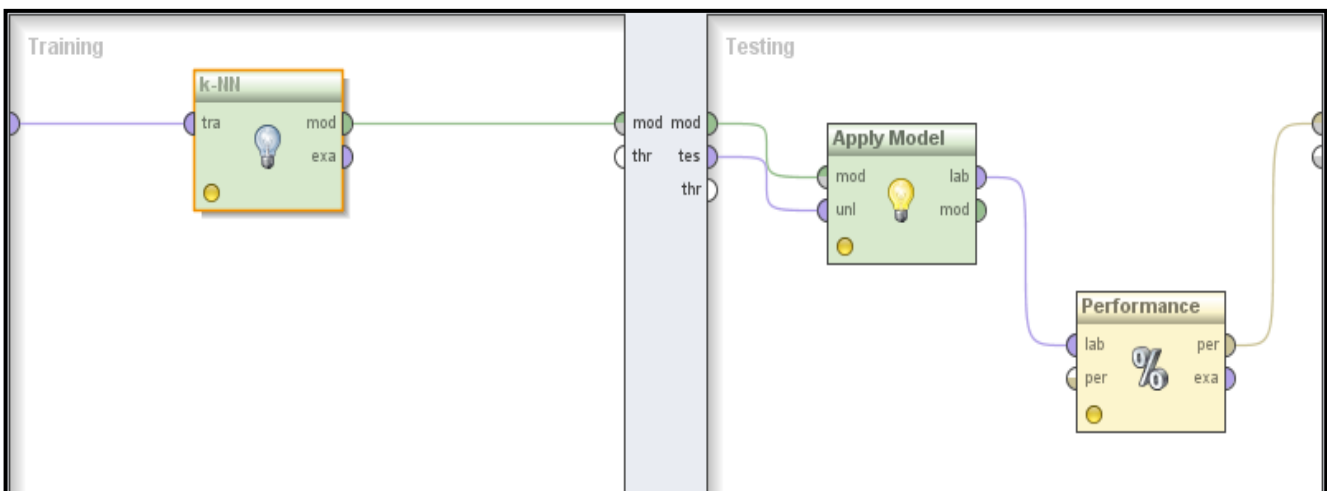 Training
k-NN
tra mod
exa
mod mod
thr tes
thr
Testing
Apply Model
mod lab
unl mod
Performance
lab per
per exa
%